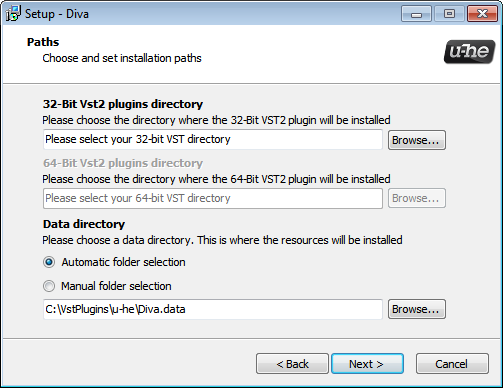 Setup - Diva
Paths
Choose and set installation paths
u-he
32-Bit Vst2 plugins directory
Please choose the directory where the 32-Bit VST2 plugin will be installed
Please select your 32-bit VST directory
Browse...
64-Bit Vst2 plugins directory
Please choose the directory where the 64-Bit VST2 plugin will be installed
Please select your 64-bit VST directory
Browse...
Data directory
Please choose a data directory. This is where the resources will be installed
Automatic folder selection
Manual folder selection
C:\VstPlugins\u-he\Diva.data
Browse...
< Back
Next >
Cancel